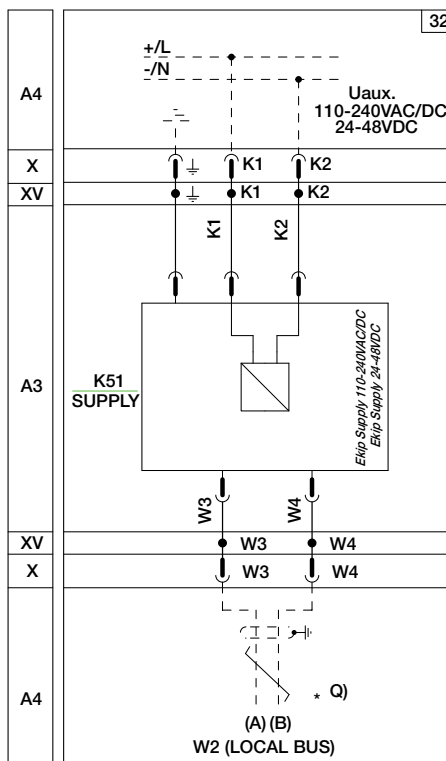 32
+/L
-/N
A4
Uaux.
110-240VAC/DC
24-48VDC
X
K1
K2
XV
K1
K2
K1
K2
A3
K51
SUPPLY
Ekip Supply 110-240VAC/DC
Ekip Supply 24-48VDC
W3
W4
XV
W3
W4
X
W3
W4
A4
* Q)
(A) (B)
W2 (LOCAL BUS)